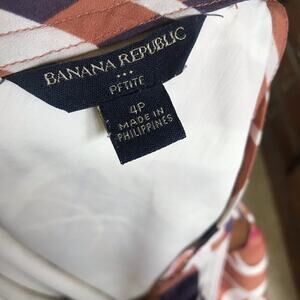 BANANA REPUBLIC
PETITE
4P
MADE IN
PHILIPPINES